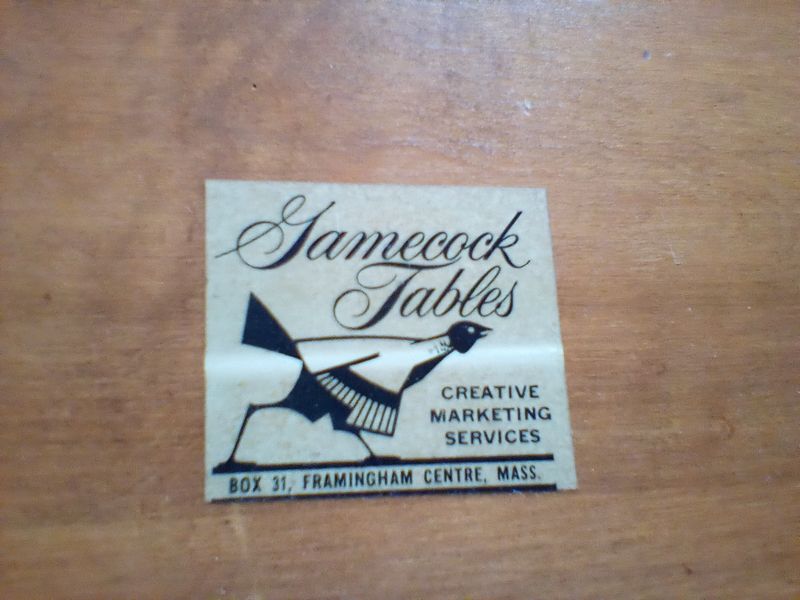 Gamecock
Tables
CREATIVE
MARKETING
SERVICES
BOX 31, FRAMINGHAM CENTRE, MASS.